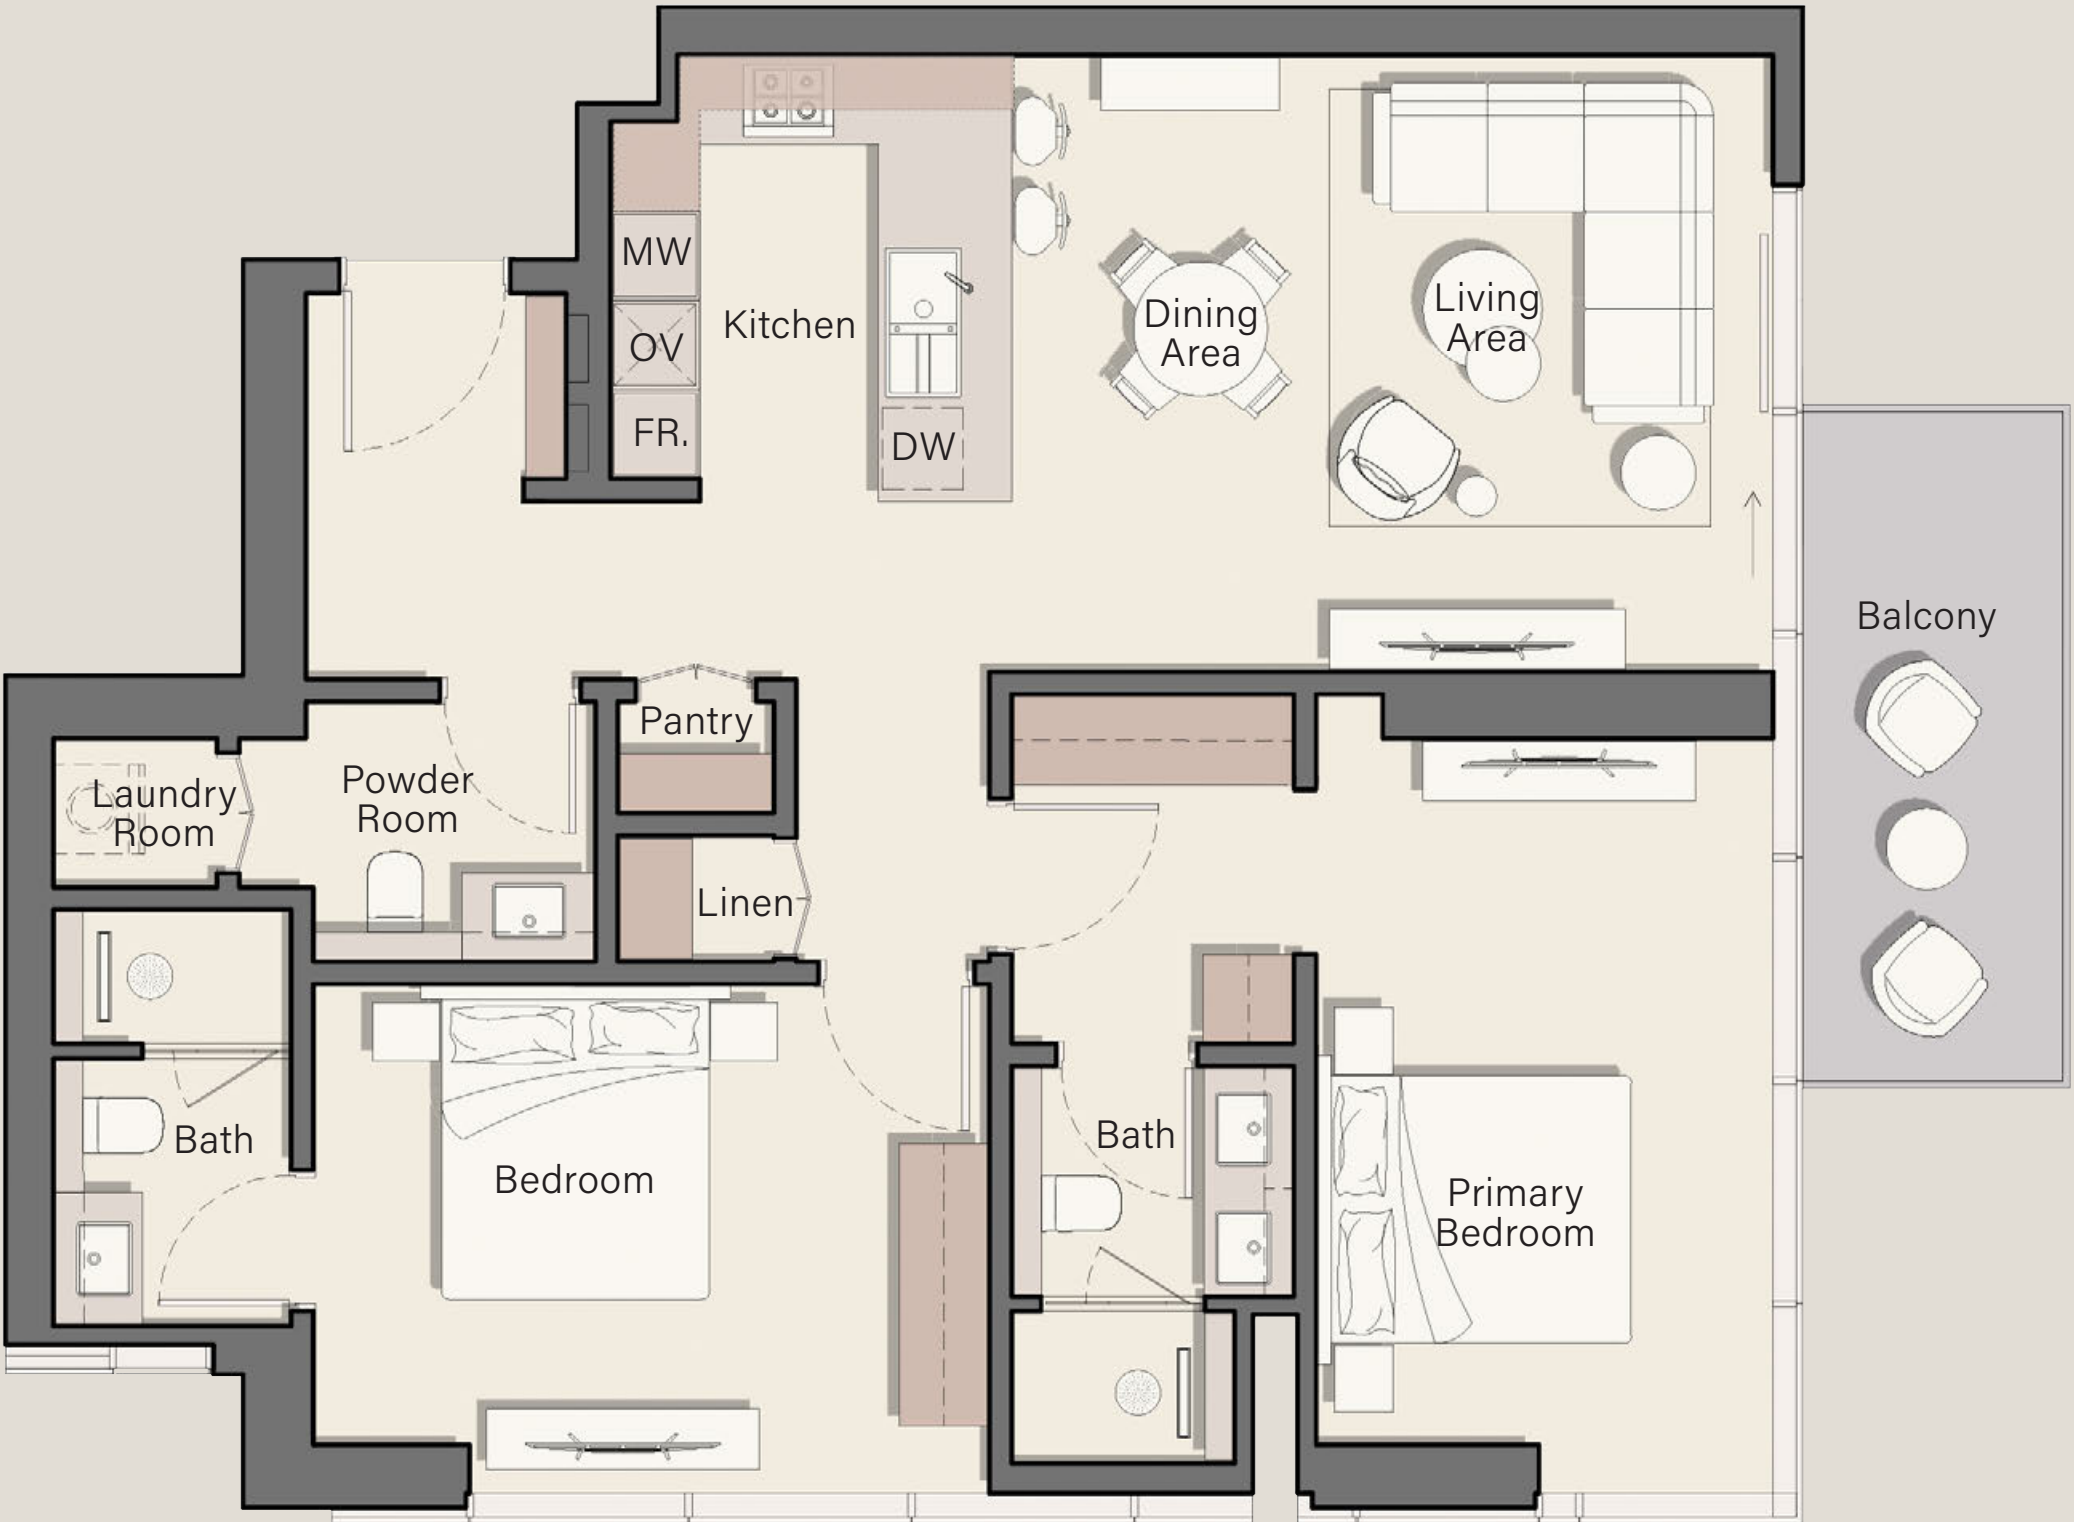 MW
OV
FR.
Kitchen
DW
Dining
Area
Living
Area
Balcony
Pantry
Laundry
Room
Powder
Room
Linen
Bath
Bedroom
Bath
Primary
Bedroom